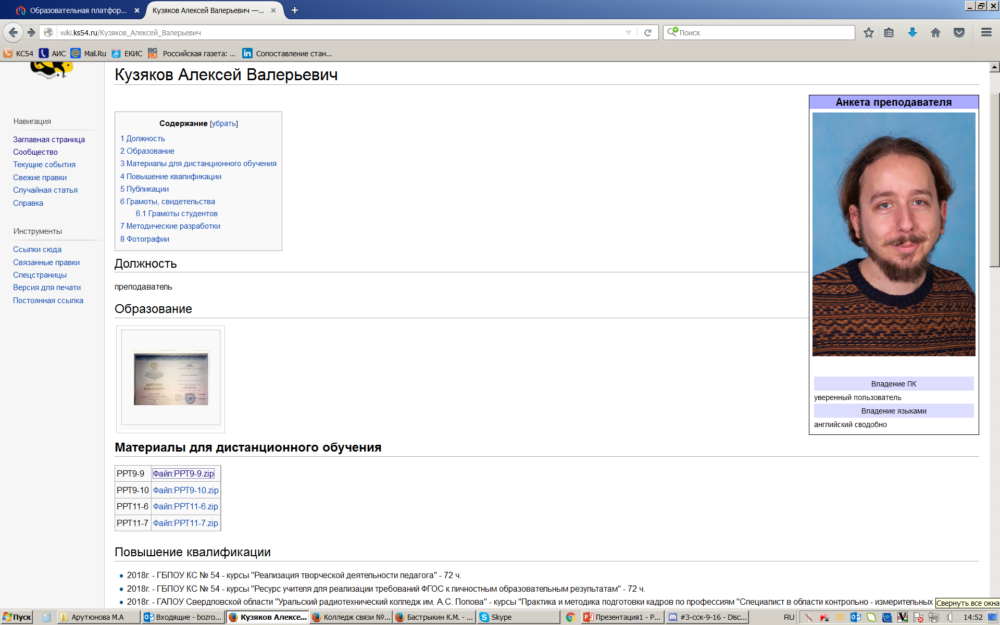 Образовательная платфор...
Кузяков Алексей Валерьевич —...
wiki.ks54.ru/Кузяков_Алексей_Валерьевич
Поиск
КС54 АИС Mail.Ru ЕКИС Российская газета: ... Сопоставление стан...
Кузяков Алексей Валерьевич
Навигация
Заглавная страница
Сообщество
Текущие события
Свежие правки
Случайная статья
Справка
Инструменты
Ссылки сюда
Связанные правки
Спецстраницы
Версия для печати
Постоянная ссылка
Содержание [убрать]
1 Должность
2 Образование
3 Материалы для дистанционного обучения
4 Повышение квалификации
5 Публикации
6 Грамоты, свидетельства
6.1 Грамоты студентов
7 Методические разработки
8 Фотографии
Должность
преподаватель
Образование
ДИПЛОМ
БАКАЛАВРА
Анкета преподавателя
Владение ПК
уверенный пользователь
Владение языками
английский сводобно
Материалы для дистанционного обучения
РРТ9-9 Файл:РРТ9-9.zip
РРТ9-10 Файл:РРТ9-10.zip
РРТ11-6 Файл:РРТ11-6.zip
РРТ11-7 Файл:РРТ11-7.zip
Повышение квалификации
2018г. - ГБПОУ КС № 54 - курсы "Реализация творческой деятельности педагога" - 72 ч.
2018г. - ГБПОУ КС № 54 - курсы "Ресурс учителя для реализации требований ФГОС к личностным образовательным результатам" - 72 ч.
2018г. - ГАПОУ Свердловской области "Уральский радиотехнический колледж им. А.С. Попова" - курсы "Практика и методика подготовки кадров по профессиям "Специалист в области контрольно - измерительных
Свернуть все окна
Пуск Арутюнова М.А Входящие - bozro... Кузяков Алексе... Колледж связи №... Бастрыкин К.М. - ... Skype Презентация1 - P... #3-сск-9-16 - Disc... RU 14:52